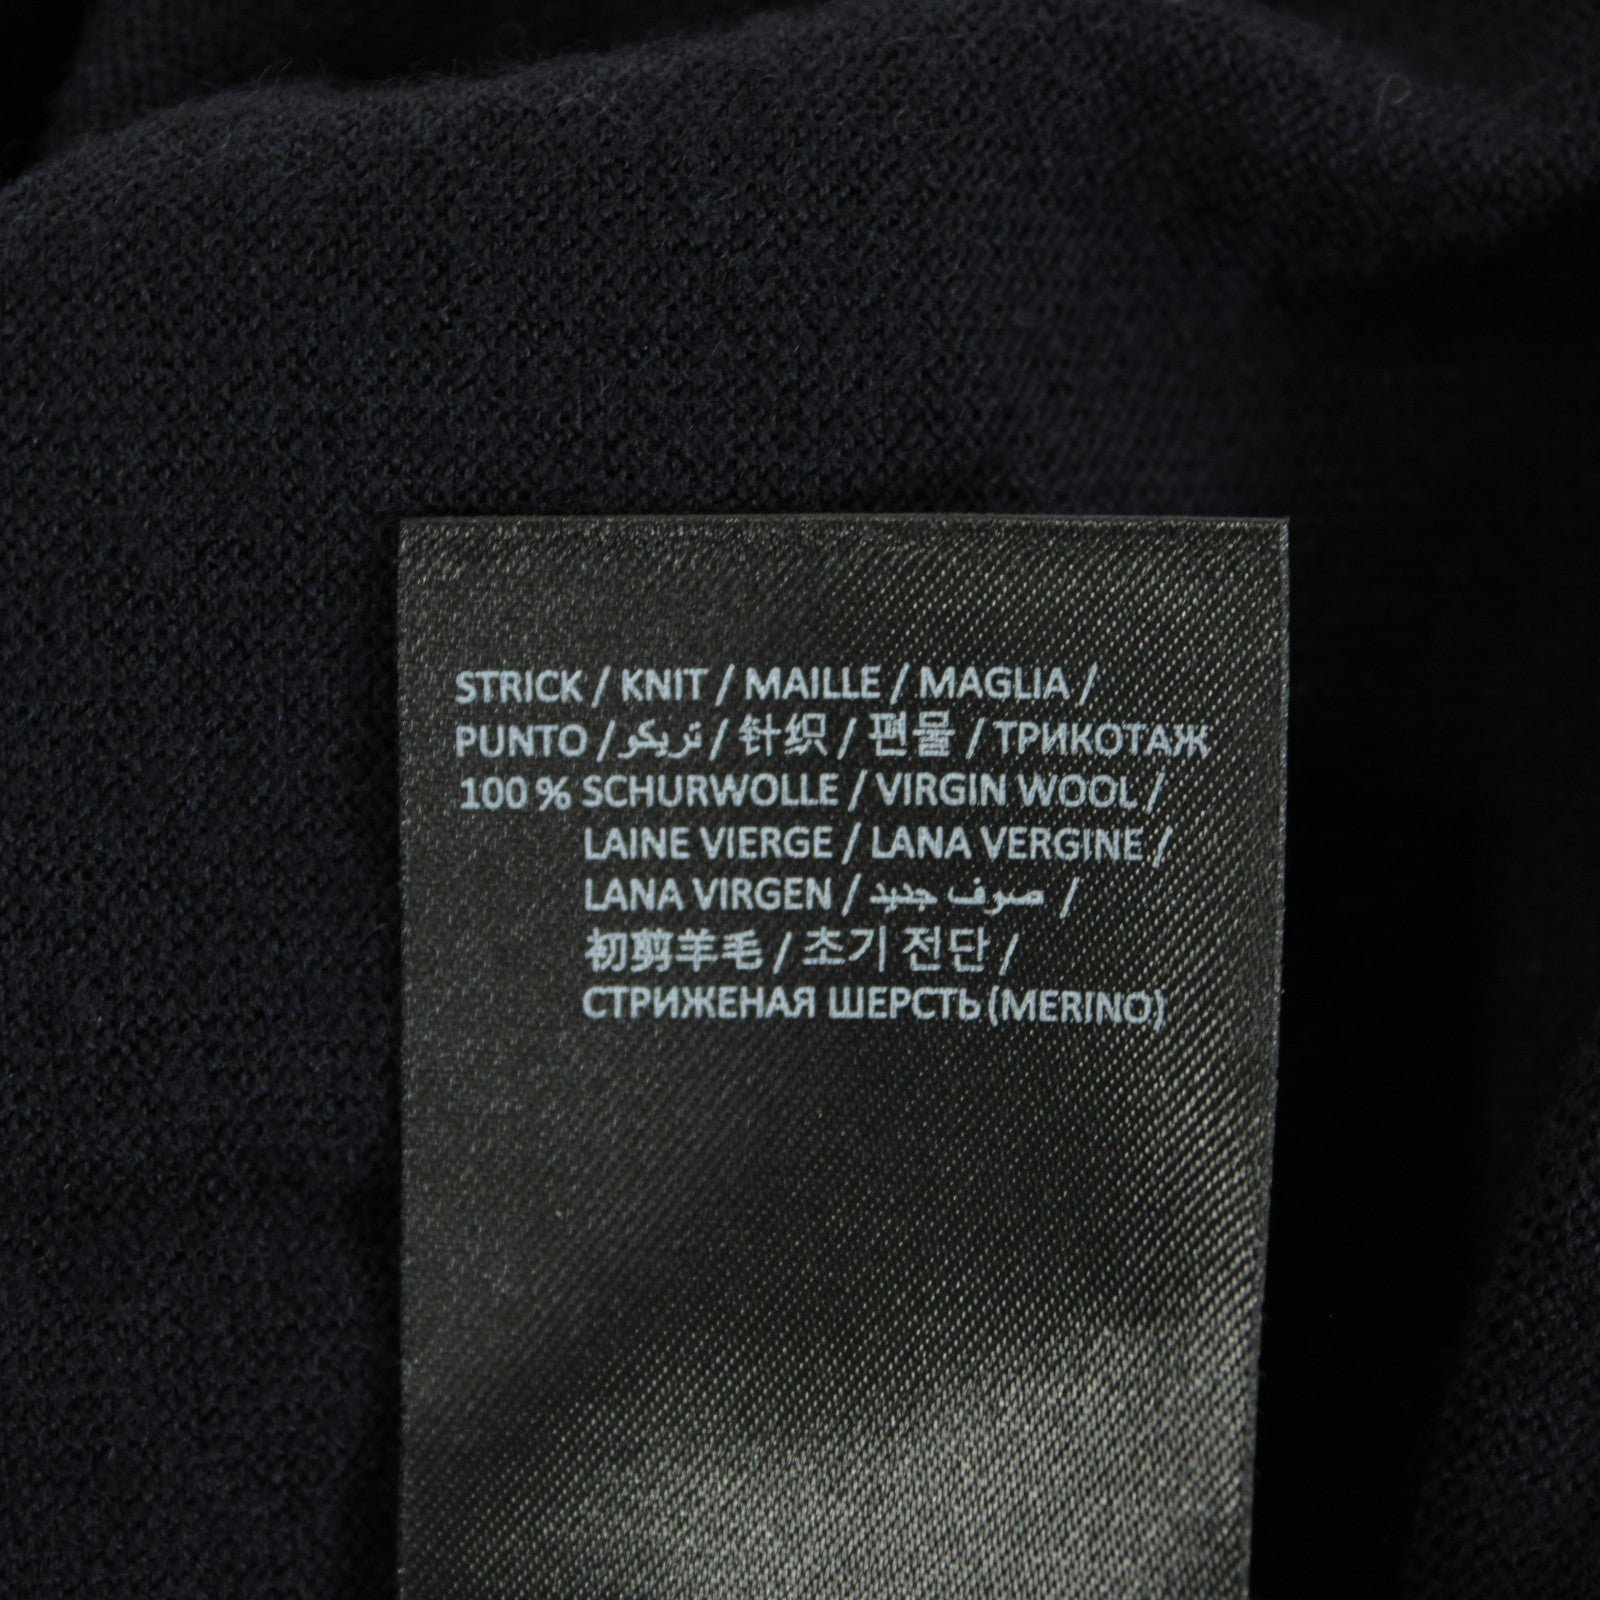 STRICK / KNIT / MAILLE / MAGLIA /
PUNTO / تريكو / 针织 / 편물 / ТРИКОТАЖ
100 % SCHURWOLLE / VIRGIN WOOL /
LAINE VIERGE / LANA VERGINE /
LANA VIRGEN / صوف جديد /
初剪羊毛 / 초기 전단 /
СТРИЖЕНАЯ ШЕРСТЬ (MERINO)